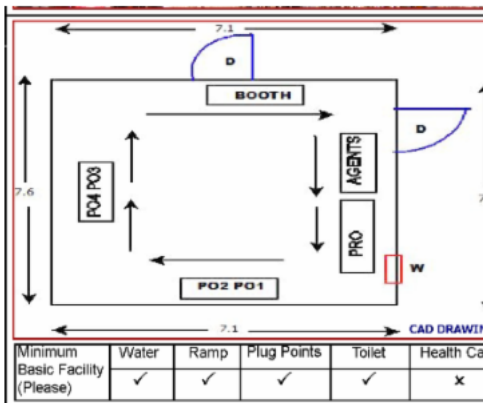 7.1
D
BOOTH
D
7.6
PO4 PO3
AGENTS
PRO
W
PO2 PO1
7.1
CAD DRAWIN
Minimum Basic Facility (Please)
Water
Ramp
Plug Points
Toilet
Health Ca
✓ ✓ ✓ ✓ x